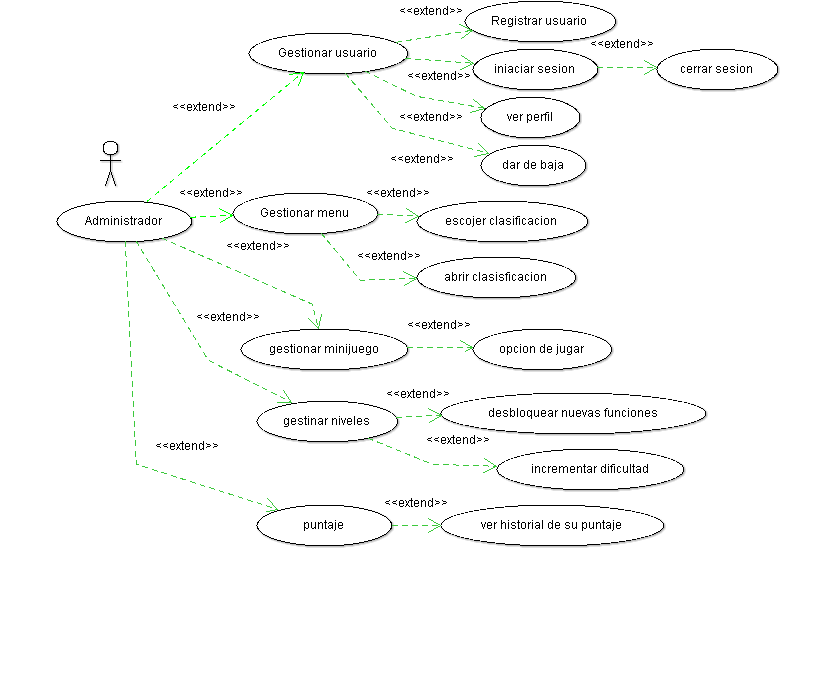 <<extend>>
Registrar usuario
<<extend>>
Gestionar usuario
iniaciar sesion
cerrar sesion
<<extend>>
<<extend>>
<<extend>>
ver perfil
<<extend>>
dar de baja
<<extend>>
<<extend>>
Administrador
Gestionar menu
escojer clasificacion
<<extend>>
<<extend>>
abrir clasisficacion
<<extend>>
<<extend>>
gestionar minijuego
opcion de jugar
<<extend>>
gestinar niveles
desbloquear nuevas funciones
<<extend>>
<<extend>>
incrementar dificultad
<<extend>>
puntaje
ver historial de su puntaje